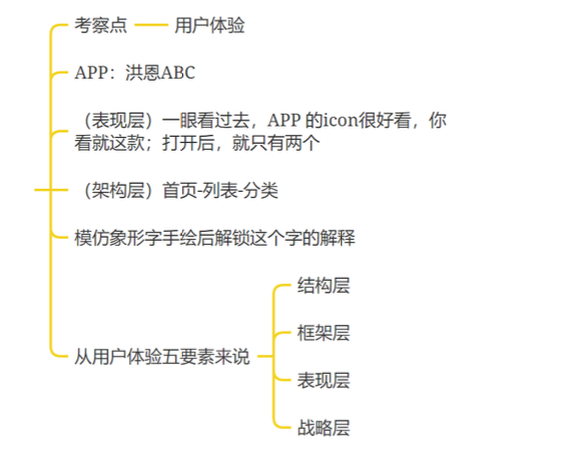 考察点
用户体验
APP：洪恩ABC
（表现层）一眼看过去，APP 的icon很好看，你
看就这款；打开后，就只有两个
（架构层）首页-列表-分类
模仿象形字手绘后解锁这个字的解释
从用户体验五要素来说
结构层
框架层
表现层
战略层